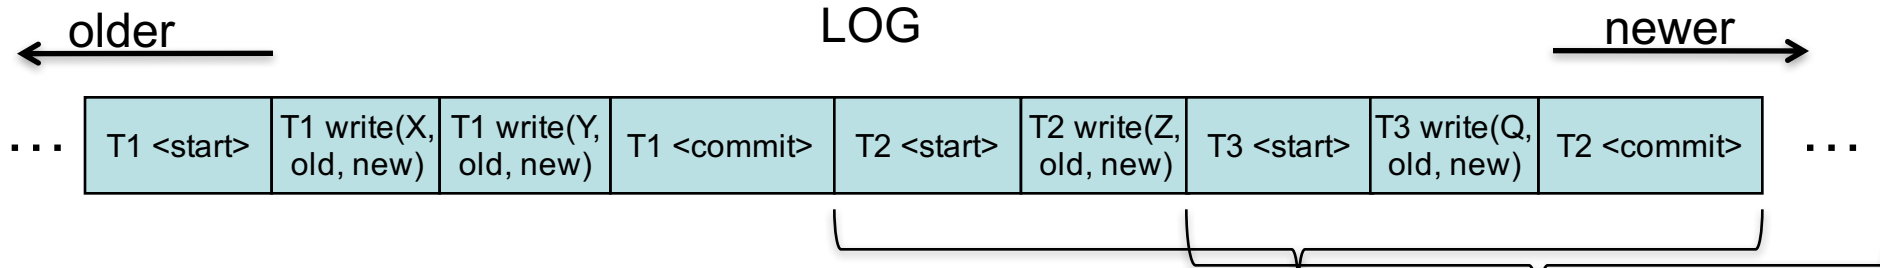 older LOG newer
... T1 <start> T1 write(X, old, new) T1 write(Y, old, new) T1 <commit> T2 <start> T2 write(Z, old, new) T3 <start> T3 write(Q, old, new) T2 <commit> ...